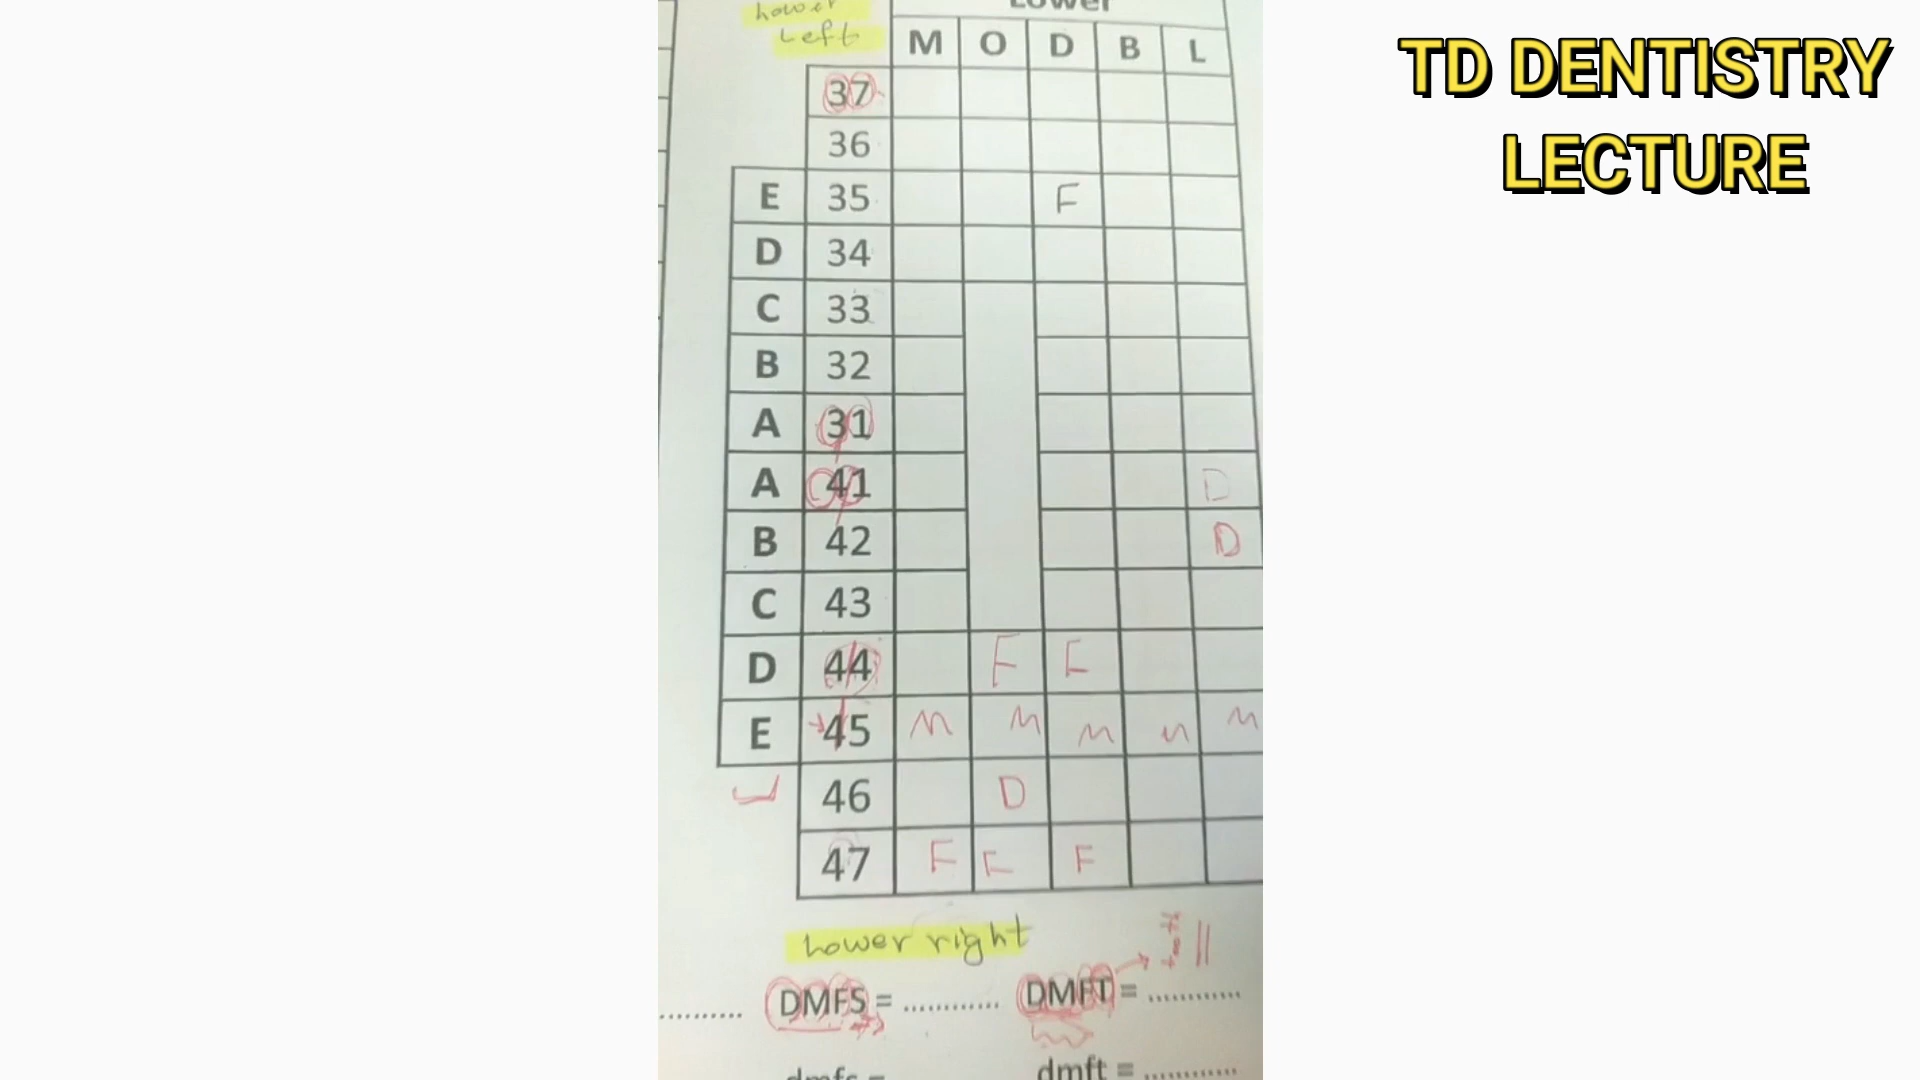 TD DENTISTRY
LECTURE
Lower
Lower
Left
M O D B L
37
36
E 35 F
D 34
C 33
B 32
A 31
A 41 D
B 42 D
C 43
D 44 F F
E 45 M M M M M
46 D
47 F F F
Lower right
DMFS = ............ DMFT = ............
dmfs = dmft = ............